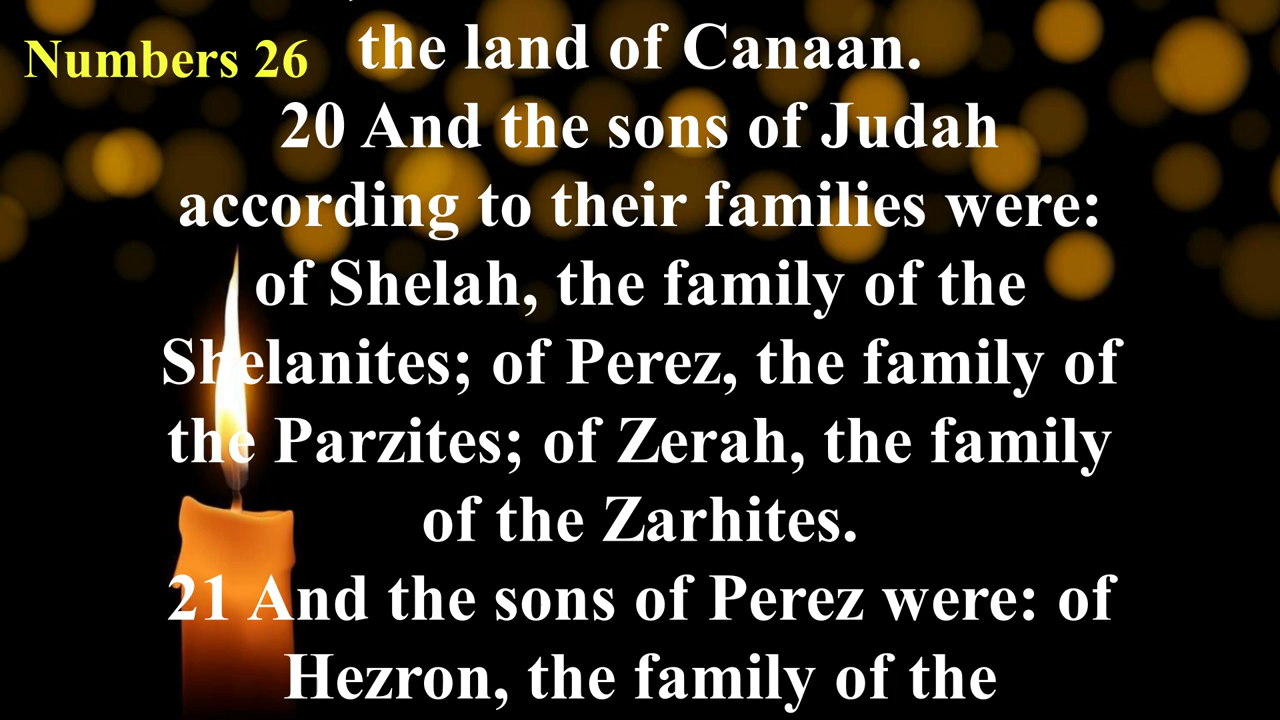 Numbers 26
the land of Canaan.
20 And the sons of Judah
according to their families were:
of Shelah, the family of the
Shelanites; of Perez, the family of
the Parzites; of Zerah, the family
of the Zarhites.
21 And the sons of Perez were: of
Hezron, the family of the